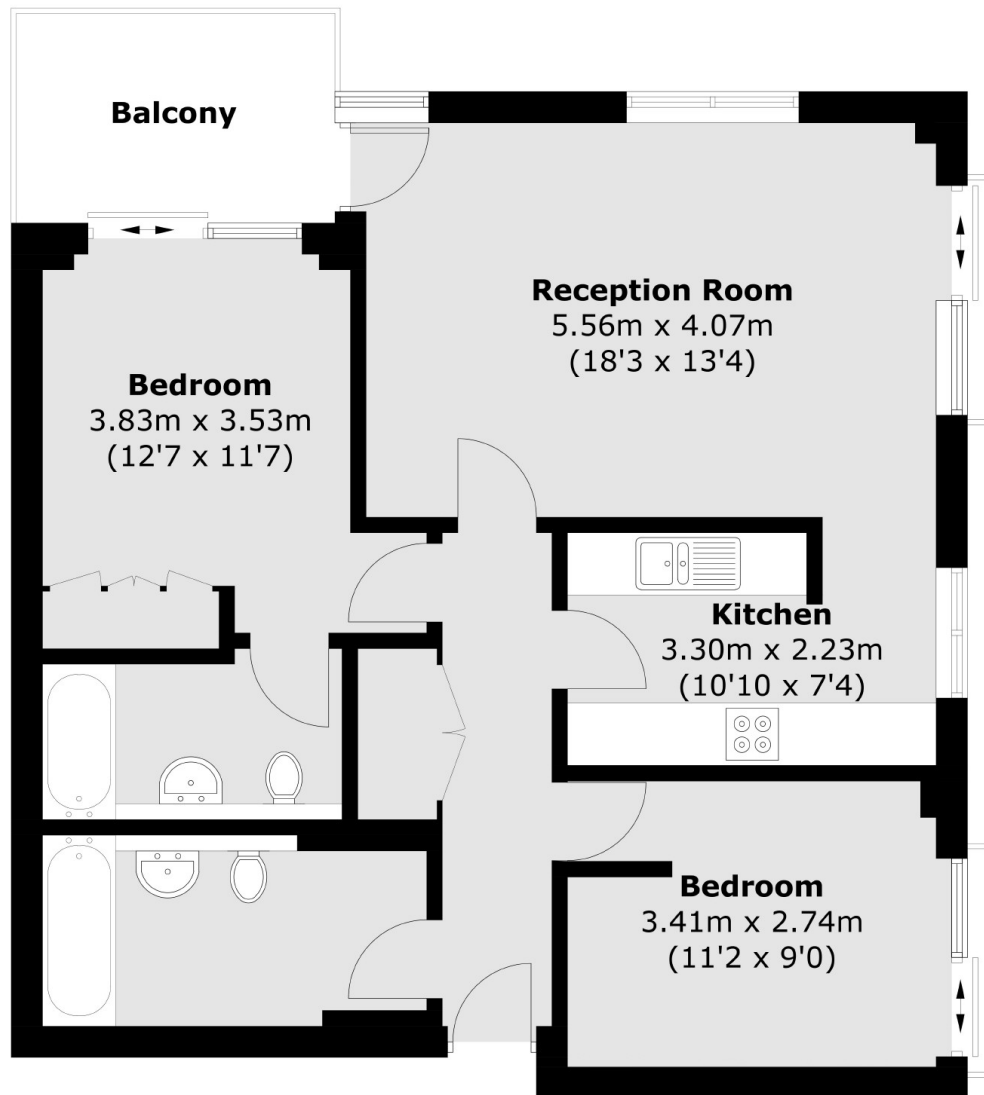 Balcony
Reception Room
5.56m x 4.07m
(18'3 x 13'4)
Bedroom
3.83m x 3.53m
(12'7 x 11'7)
Kitchen
3.30m x 2.23m
(10'10 x 7'4)
Bedroom
3.41m x 2.74m
(11'2 x 9'0)